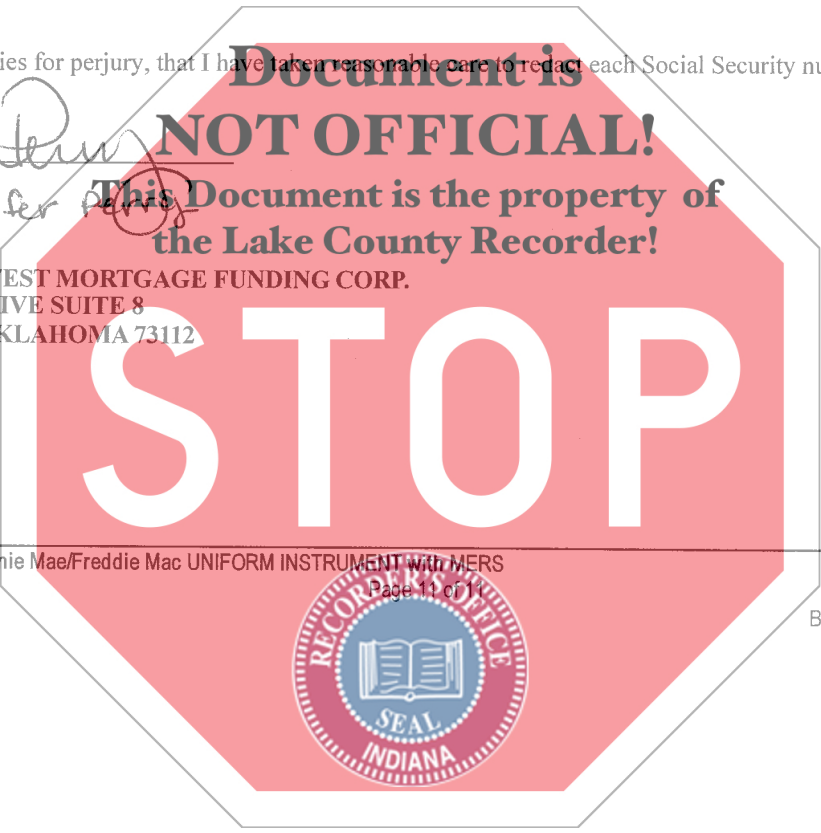 ies for perjury, that I have taken reasonable care to redact each Social Security nu
Document is
NOT OFFICIAL!
This Document is the property of
the Lake County Recorder!
EST MORTGAGE FUNDING CORP.
IVE SUITE 8
KLAHOMA 73112
STOP
nie Mae/Freddie Mac UNIFORM INSTRUMENT with MERS
Page 11 of 11
B
RECORDER'S OFFICE
SEAL
INDIANA